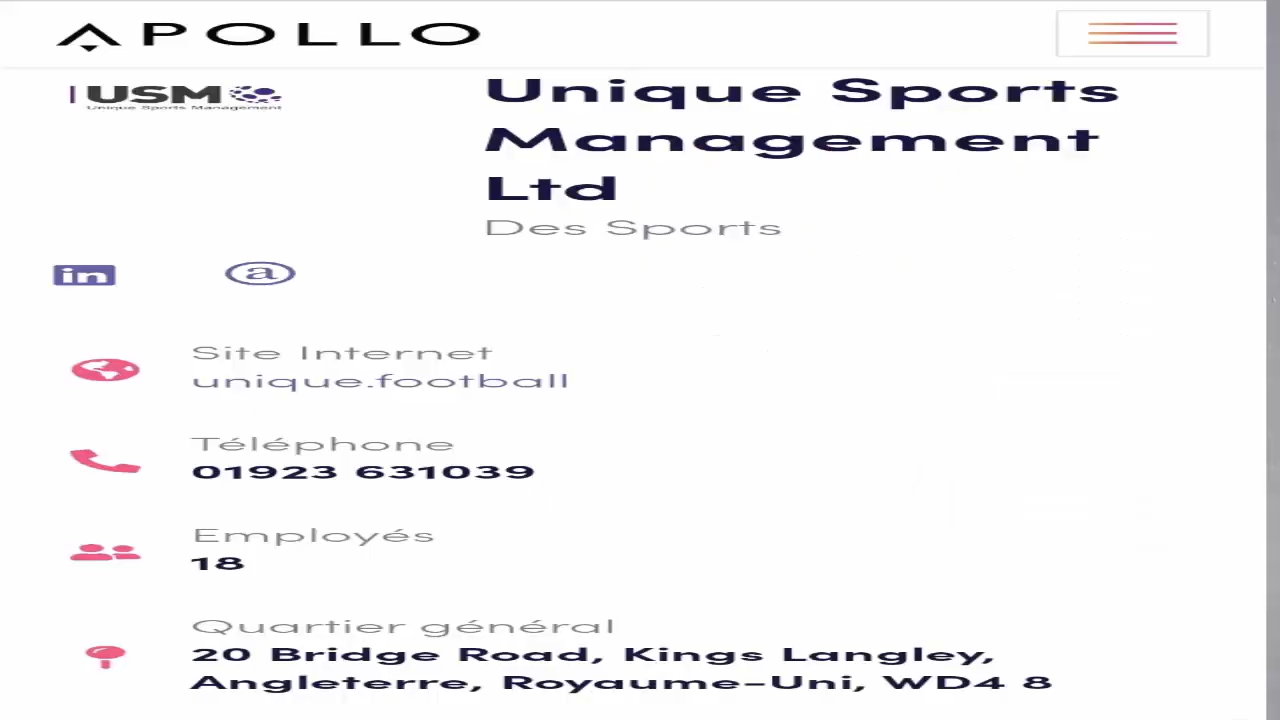 APOLLO
USM
Unique Sports Management
Unique Sports
Management
Ltd
Des Sports
in
@
Site Internet
unique.football
Téléphone
01923 631039
Employés
18
Quartier général
20 Bridge Road, Kings Langley,
Angleterre, Royaume-Uni, WD4 8